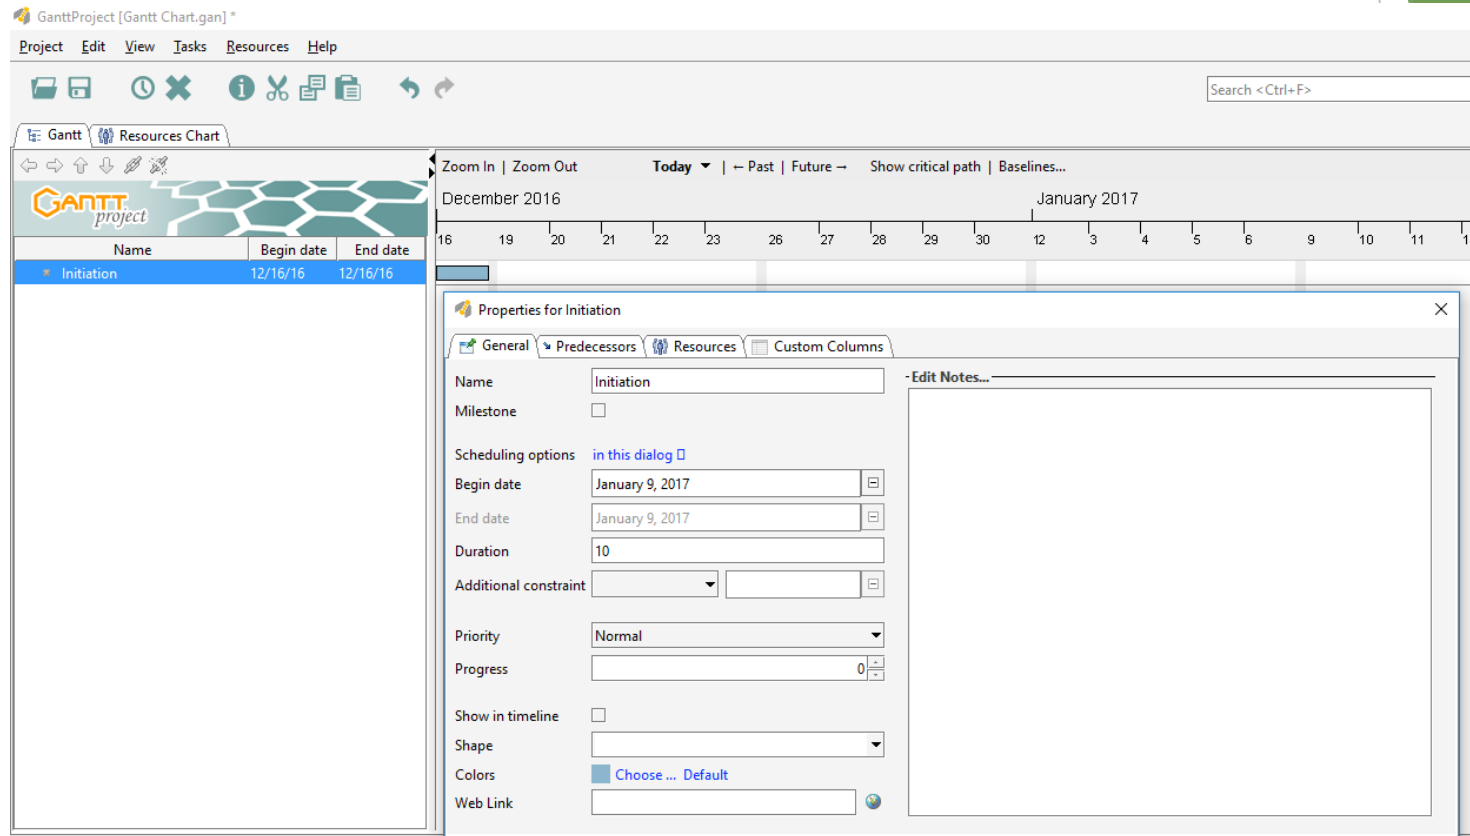 GanttProject [Gantt Chart.gan] *
Project Edit View Tasks Resources Help
Search <Ctrl+F>
Gantt Resources Chart
Zoom In | Zoom Out Today | ← Past | Future → Show critical path | Baselines...
GANTT project
December 2016 January 2017
16 19 20 21 22 23 26 27 28 29 30 12 3 4 5 6 9 10 11 1
Name Begin date End date
Initiation 12/16/16 12/16/16
Properties for Initiation
General Predecessors Resources Custom Columns
Name Initiation
Edit Notes...
Milestone
Scheduling options in this dialog
Begin date January 9, 2017
End date January 9, 2017
Duration 10
Additional constraint
Priority Normal
Progress 0
Show in timeline
Shape
Colors Choose ... Default
Web Link